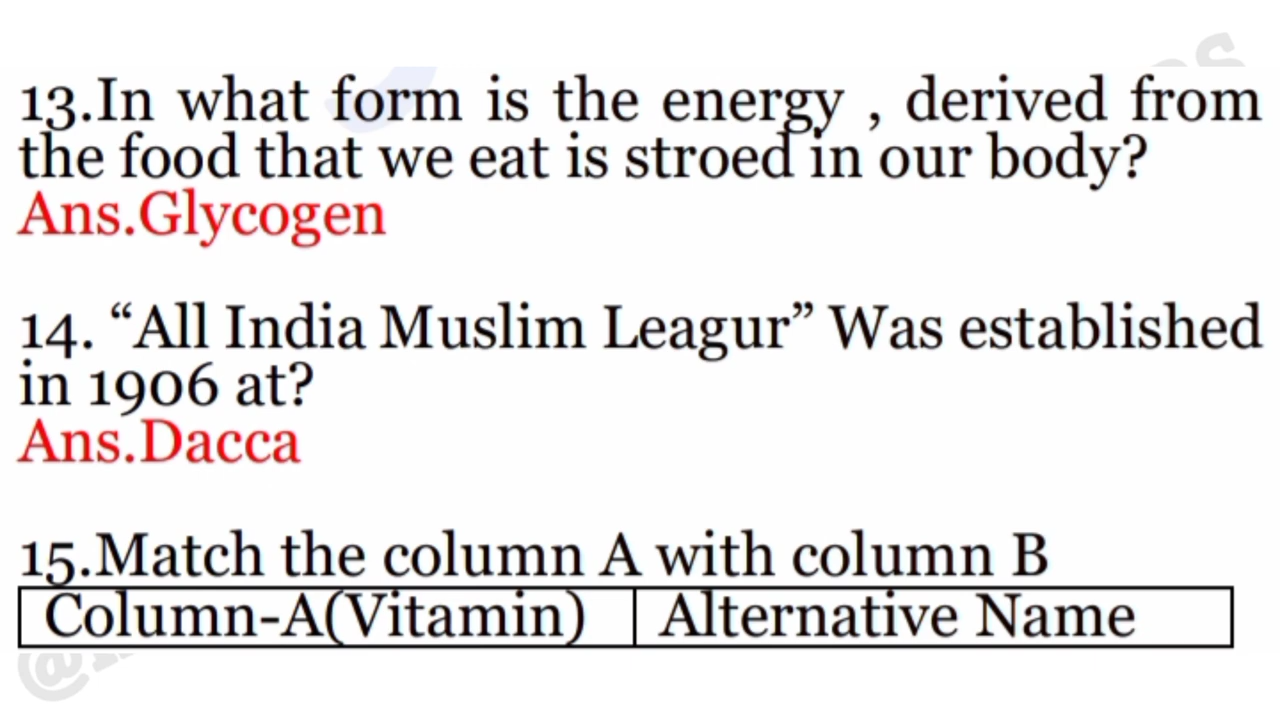 13.In what form is the energy , derived from
the food that we eat is stroed in our body?
Ans.Glycogen
14. “All India Muslim Leagur” Was established
in 1906 at?
Ans.Dacca
15.Match the column A with column B
Column-A(Vitamin) Alternative Name